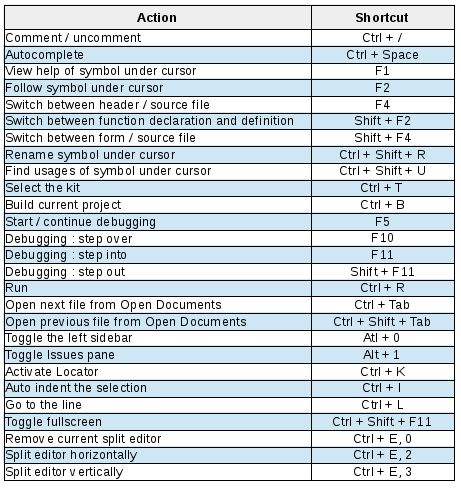 Action Shortcut
Comment / uncomment Ctrl + /
Autocomplete Ctrl + Space
View help of symbol under cursor F1
Follow symbol under cursor F2
Switch between header / source file F4
Switch between function declaration and definition Shift + F2
Switch between form / source file Shift + F4
Rename symbol under cursor Ctrl + Shift + R
Find usages of symbol under cursor Ctrl + Shift + U
Select the kit Ctrl + T
Build current project Ctrl + B
Start / continue debugging F5
Debugging : step over F10
Debugging : step into F11
Debugging : step out Shift + F11
Run Ctrl + R
Open next file from Open Documents Ctrl + Tab
Open previous file from Open Documents Ctrl + Shift + Tab
Toggle the left sidebar Atl + 0
Toggle Issues pane Alt + 1
Activate Locator Ctrl + K
Auto indent the selection Ctrl + I
Go to the line Ctrl + L
Toggle fullscreen Ctrl + Shift + F11
Remove current split editor Ctrl + E, 0
Split editor horizontally Ctrl + E, 2
Split editor vertically Ctrl + E, 3